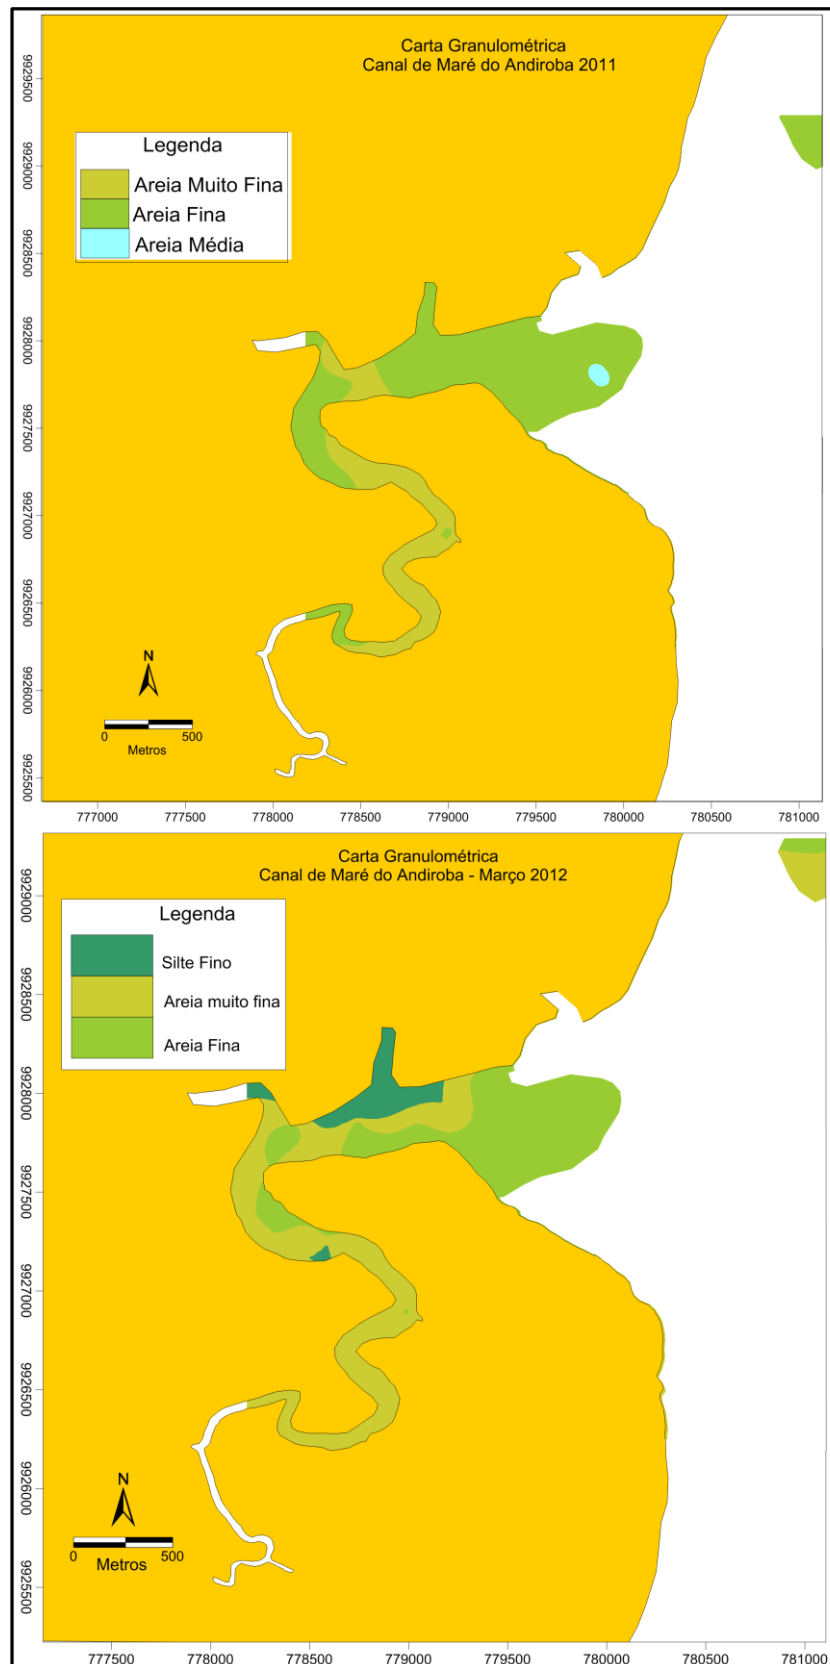 Carta Granulométrica
Canal de Maré do Andiroba 2011
Legenda
Areia Muito Fina
Areia Fina
Areia Média
N
0 500
Metros
9929500
9929000
9928500
9928000
9927500
9927000
9926500
9926000
9925500
777000 777500 778000 778500 779000 779500 780000 780500 781000
Carta Granulométrica
Canal de Maré do Andiroba - Março 2012
Legenda
Silte Fino
Areia muito fina
Areia Fina
N
0 500
Metros
9929000
9928500
9928000
9927500
9927000
9926500
9926000
9925500
777500 778000 778500 779000 779500 780000 780500 781000